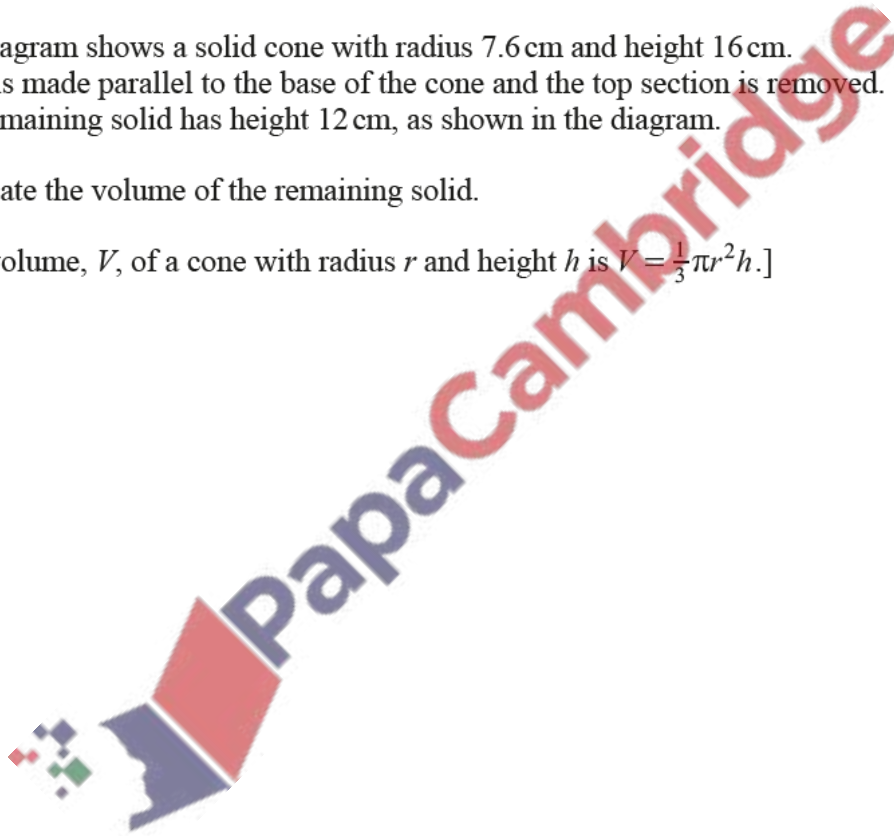 agram shows a solid cone with radius 7.6 cm and height 16 cm.
s made parallel to the base of the cone and the top section is removed.
maining solid has height 12 cm, as shown in the diagram.
ate the volume of the remaining solid.
olume, V, of a cone with radius r and height h is V = 1/3 πr²h.]
PapaCambridge